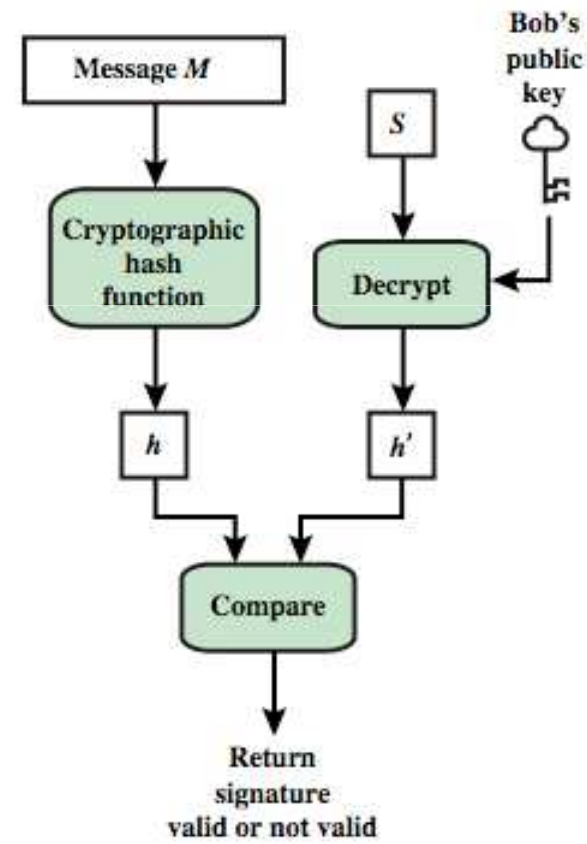 Message M
Bob's
public
key
S
Cryptographic
hash
function
Decrypt
h
h'
Compare
Return
signature
valid or not valid